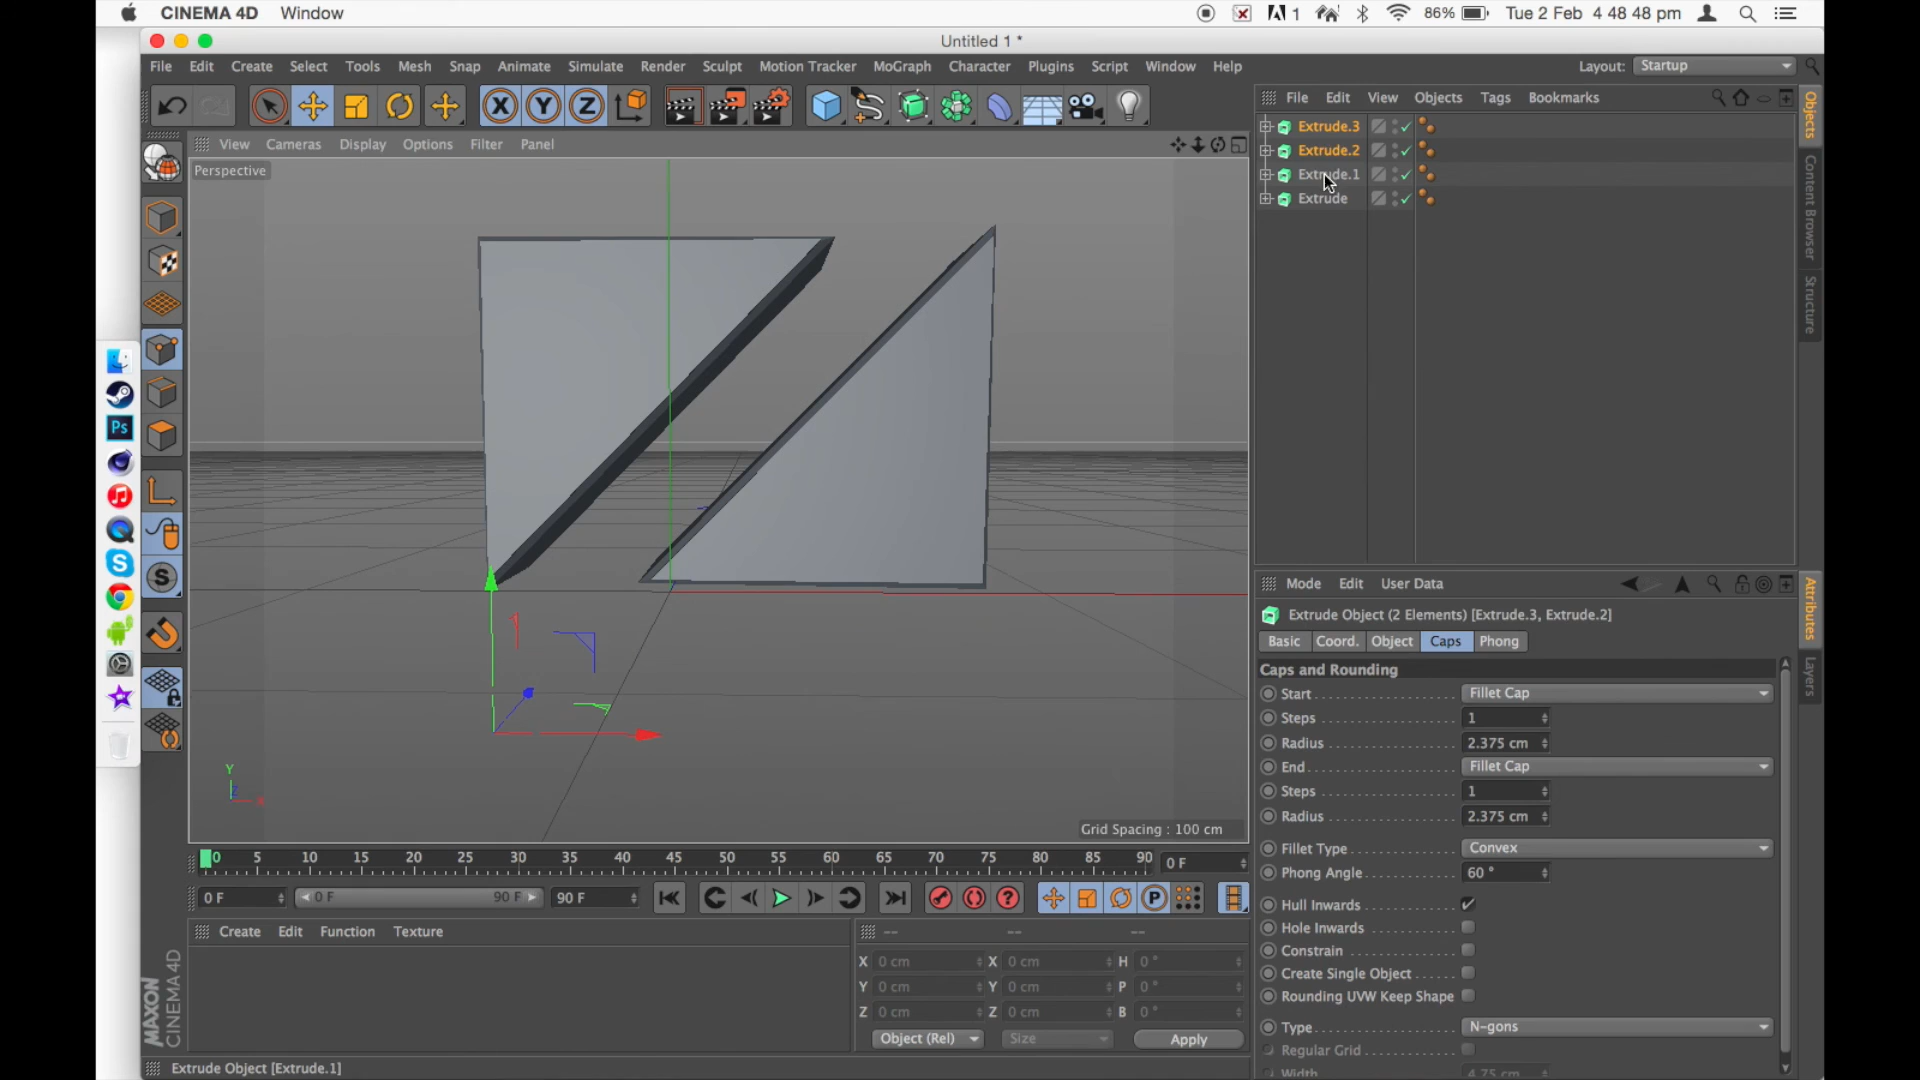 CINEMA 4D Window 1 86% Tue 2 Feb 4 48 48 pm
Untitled 1 *
File Edit Create Select Tools Mesh Snap Animate Simulate Render Sculpt Motion Tracker MoGraph Character Plugins Script Window Help Layout: Startup
X Y Z
File Edit View Objects Tags Bookmarks
View Cameras Display Options Filter Panel
Perspective
Extrude.3
Extrude.2
Extrude.1
Extrude
Objects
Content Browser
Structure
Ps
S
S
Y
Z
X
Grid Spacing : 100 cm
Mode Edit User Data
Extrude Object (2 Elements) [Extrude.3, Extrude.2]
Basic Coord. Object Caps Phong
Caps and Rounding
Start Fillet Cap
Steps 1
Radius 2.375 cm
End Fillet Cap
Steps 1
Radius 2.375 cm
Fillet Type Convex
Phong Angle 60 °
Hull Inwards
Hole Inwards
Constrain
Create Single Object
Rounding UVW Keep Shape
Type N-gons
Regular Grid
Width 4.75 cm
Attributes
Layers
0 5 10 15 20 25 30 35 40 45 50 55 60 65 70 75 80 85 90 0 F
0 F 0 F 90 F 90 F P
Create Edit Function Texture
-- -- --
X 0 cm X 0 cm H 0 °
Y 0 cm Y 0 cm P 0 °
Z 0 cm Z 0 cm B 0 °
Object (Rel) Size Apply
MAXON
CINEMA 4D
Extrude Object [Extrude.1]